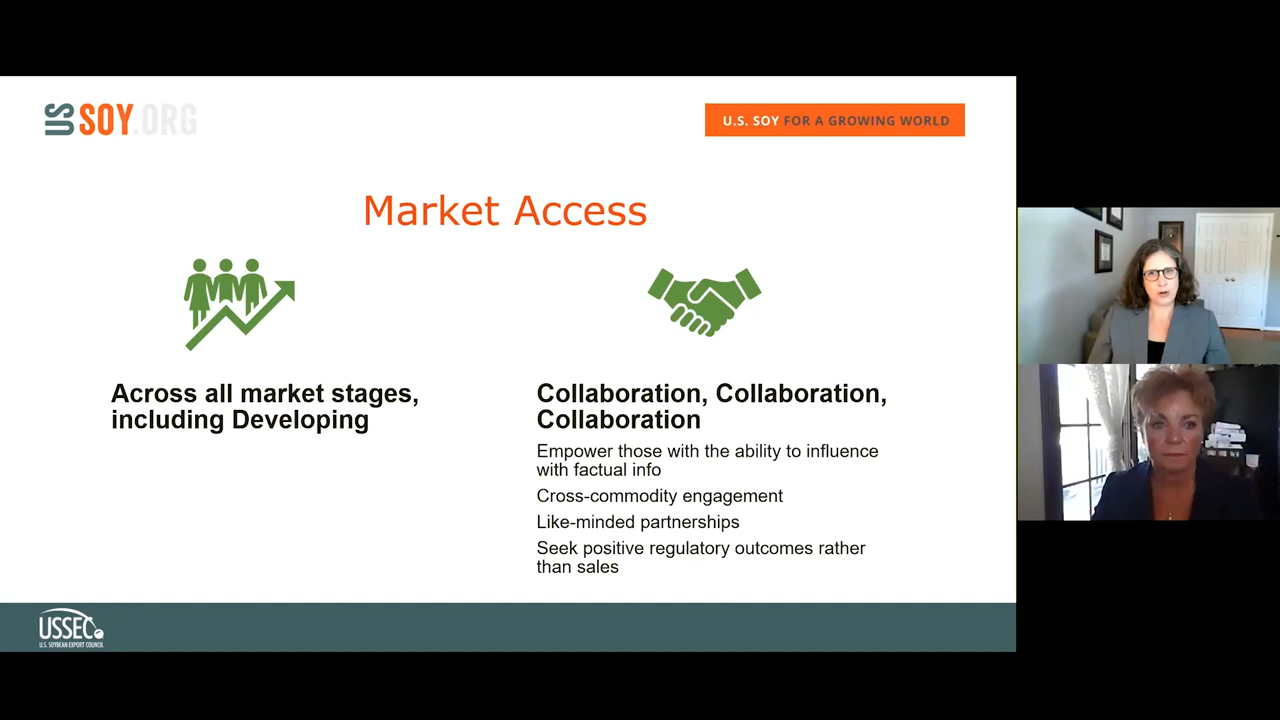 US SOY.ORG
U.S. SOY FOR A GROWING WORLD
Market Access
Across all market stages,
including Developing
Collaboration, Collaboration,
Collaboration
Empower those with the ability to influence
with factual info
Cross-commodity engagement
Like-minded partnerships
Seek positive regulatory outcomes rather
than sales
USSEC
U.S. SOYBEAN EXPORT COUNCIL